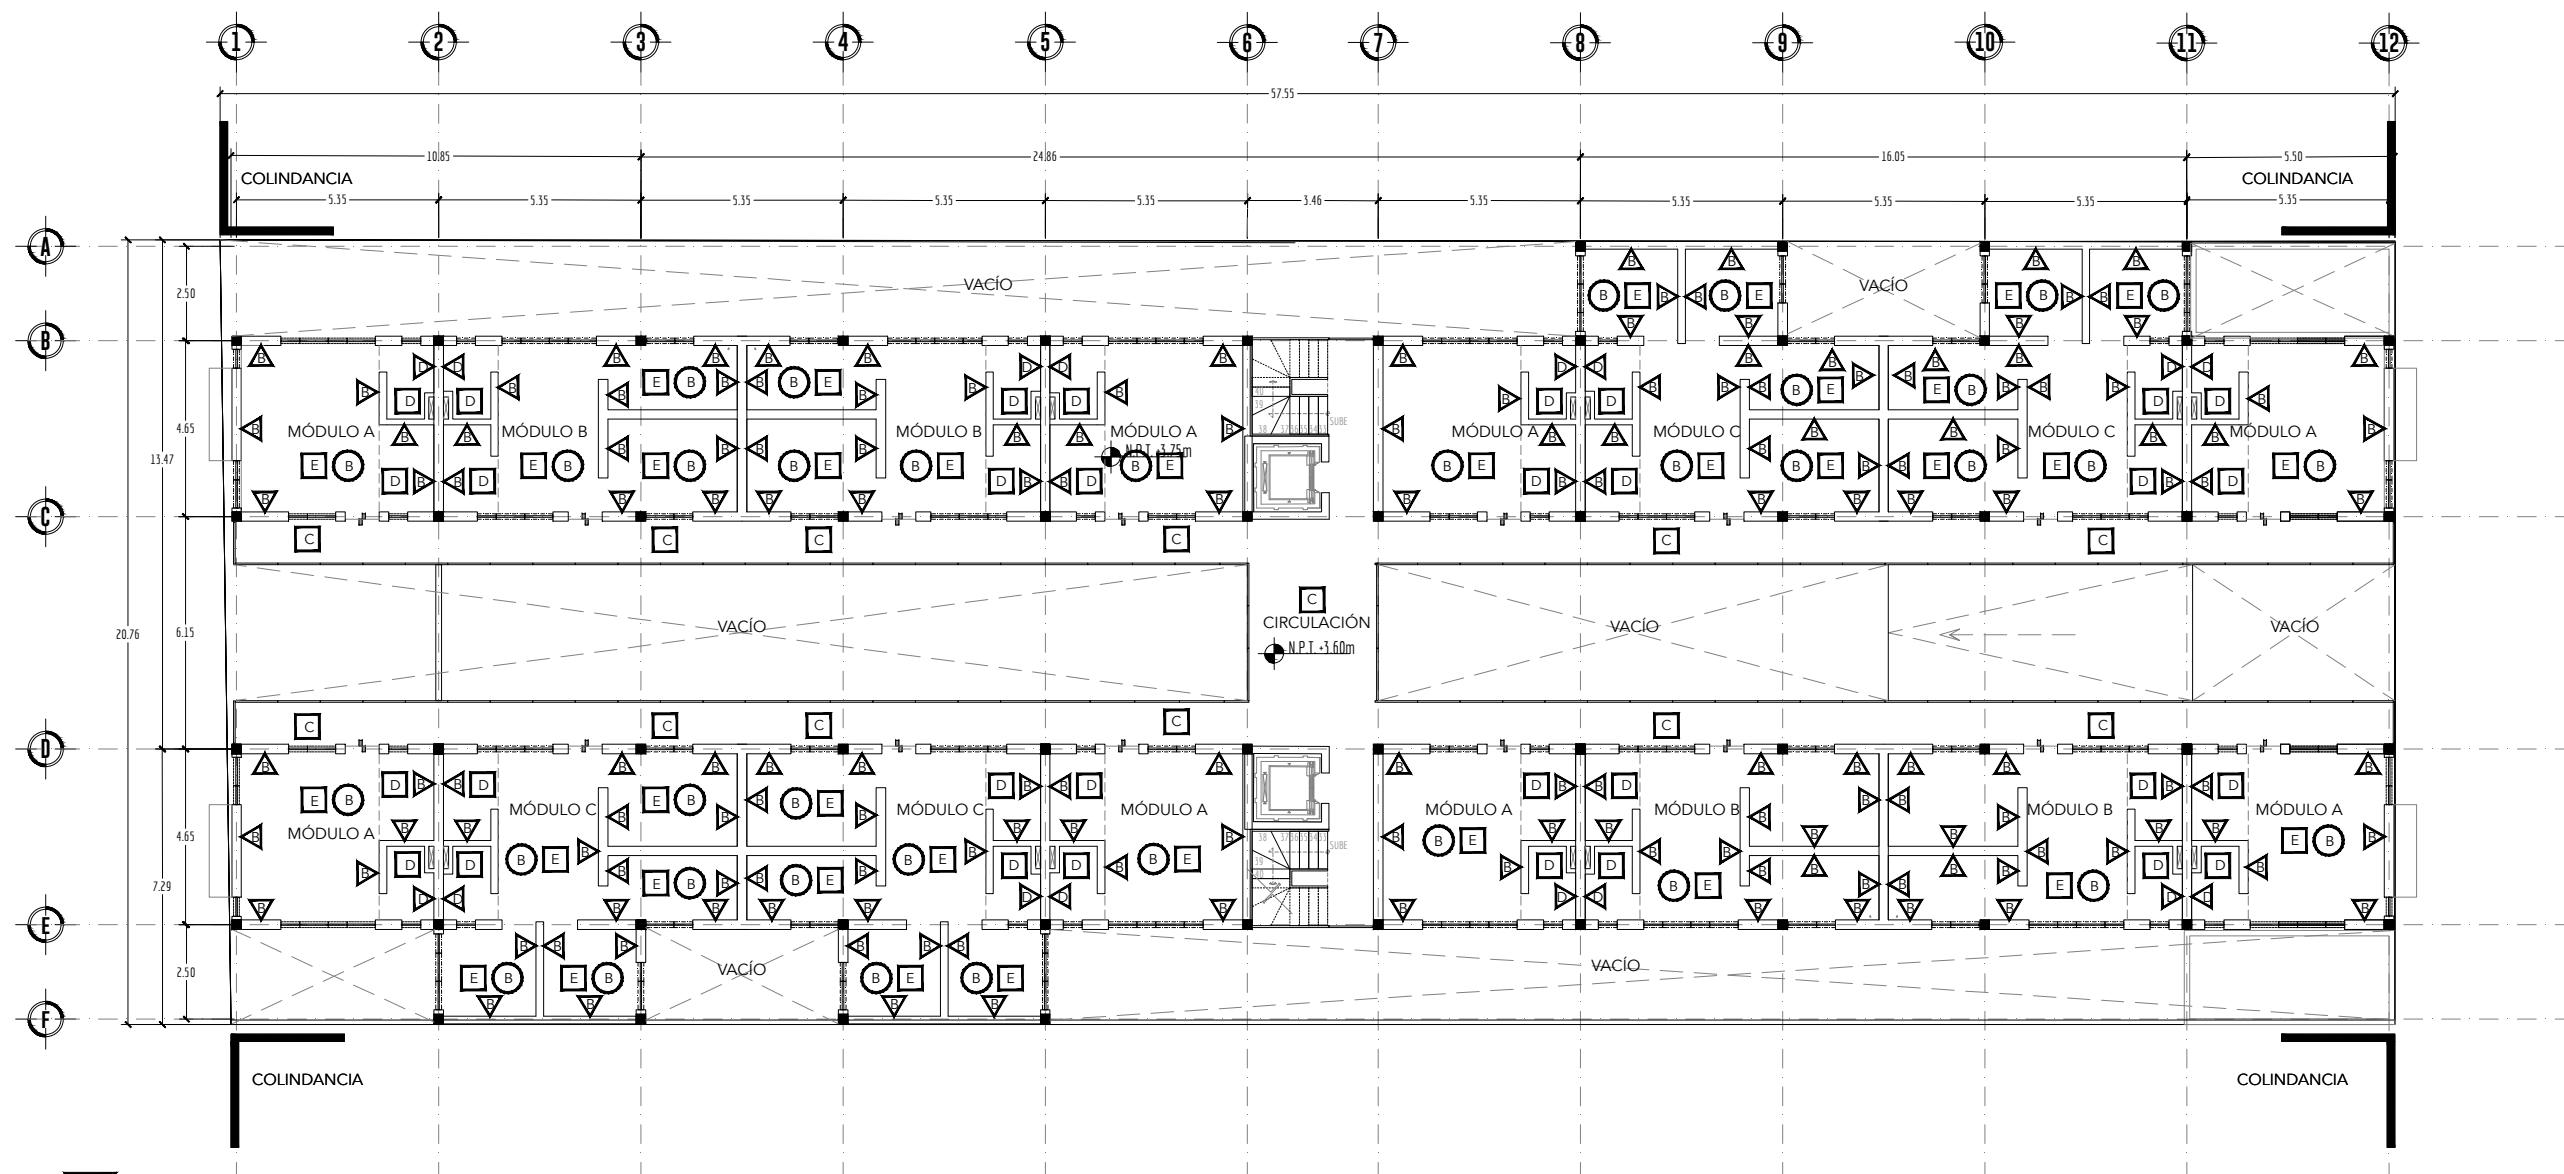 1 2 3 4 5 6 7 8 9 10 11 12
57.55
10.85 24.86 16.05 5.50
COLINDANCIA COLINDANCIA
5.35 5.35 5.35 5.35 5.35 3.46 5.35 5.35 5.35 5.35 5.35
A
B B B B
2.50 VACÍO VACÍO
B E B B B E E B B B E B
B B B B
B
B B B B B B B B B B B B
D D D D D D D D
E B B B B E B E E B B B
B B B B B B B B B B B B
D D D D D D D D
4.65 B B B B B B B B B B B B B B
13.47
MÓDULO A MÓDULO B MÓDULO B MÓDULO A MÓDULO A MÓDULO C MÓDULO C MÓDULO A
SUBE
N.P.T. +3.75m
E B E B E B B E B E B E B E B E B E E B E B E B
D B B D D B B D D B B D D B B D
B B B B B B B B B B B B B B
C
C C C C C C
C
20.76 6.15 VACÍO CIRCULACIÓN VACÍO VACÍO
N.P.T. +3.60m
C C C C C C
D
B B B B B B B B B B B B B B
D B B D D B B D D B B D D B B D
E B E B B E
MÓDULO A MÓDULO C MÓDULO C MÓDULO A MÓDULO A MÓDULO B MÓDULO B MÓDULO A
4.65
SUBE
B E B E B E B E E B
D D D D D D D D
7.29
E B B E B E E B
D D D D D D D D
B B B B B B B B B B B B B B
E
B B B B B B
2.50 VACÍO VACÍO
E B E B B E B E
B B B B
F
COLINDANCIA COLINDANCIA